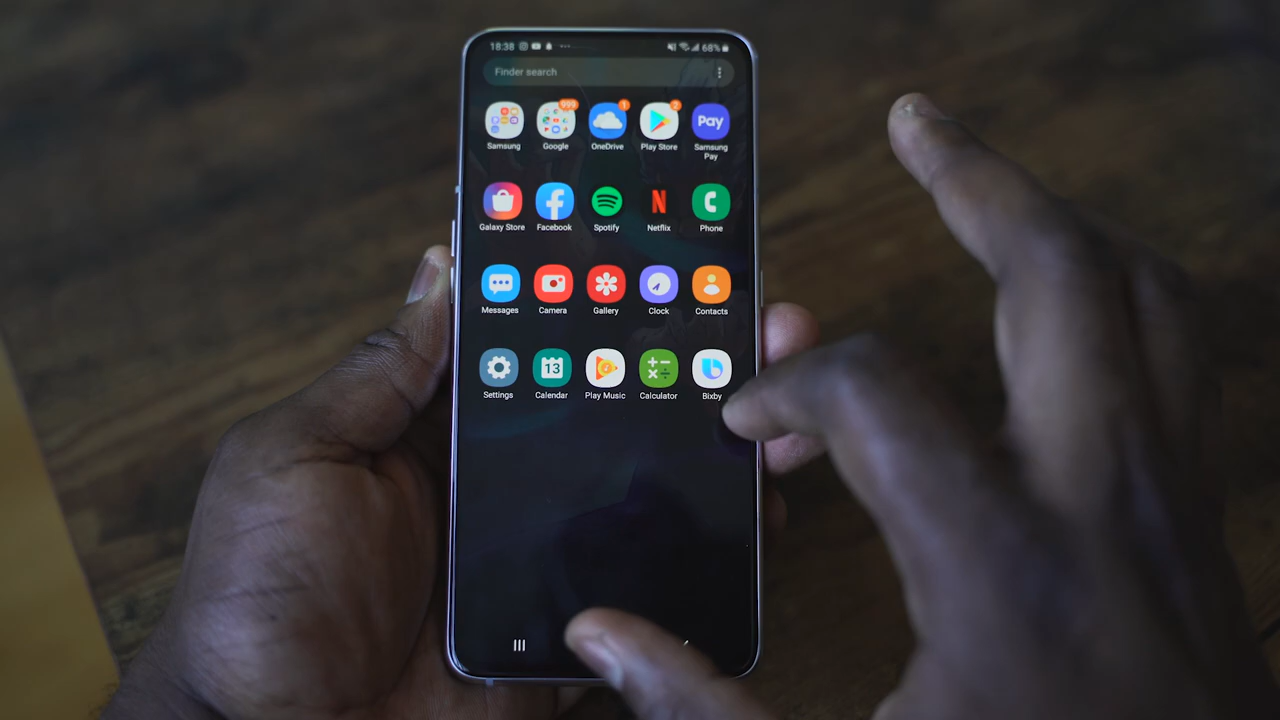 18:38
68%
Finder search
999
1
2
Pay
Samsung
Google
OneDrive
Play Store
Samsung
Pay
N
Galaxy Store
Facebook
Spotify
Netflix
Phone
Messages
Camera
Gallery
Clock
Contacts
13
Settings
Calendar
Play Music
Calculator
Bixby